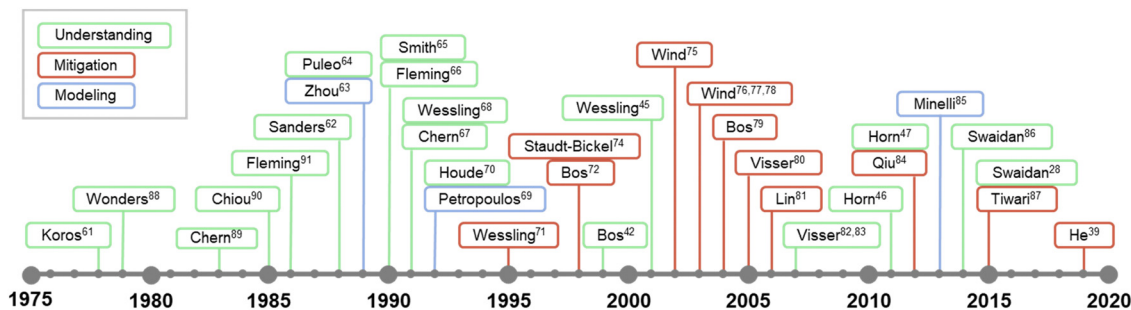 Understanding
Mitigation
Modeling
Koros61
Wonders88
Chern89
Chiou90
Fleming91
Sanders62
Puleo64
Zhou63
Smith65
Fleming66
Wessling68
Chern67
Houde70
Petropoulos69
Wessling71
Staudt-Bickel74
Bos72
Bos42
Wessling45
Wind75
Wind76,77,78
Bos79
Visser80
Lin81
Visser82,83
Horn46
Horn47
Qiu84
Minelli85
Swaidan86
Swaidan28
Tiwari87
He39
1975 1980 1985 1990 1995 2000 2005 2010 2015 2020